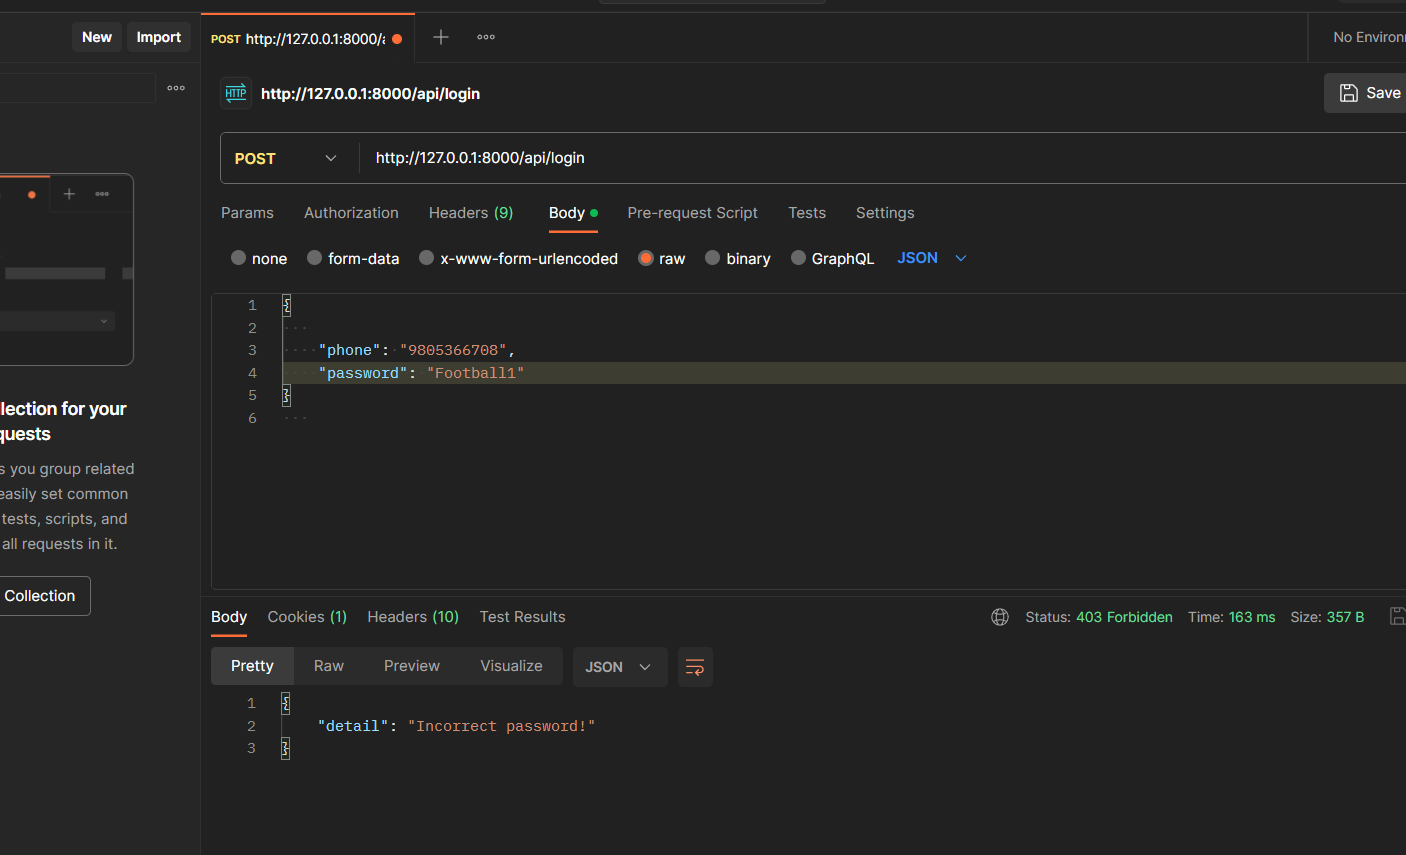 New Import
POST http://127.0.0.1:8000/a
No Environ
HTTP http://127.0.0.1:8000/api/login
Save
POST http://127.0.0.1:8000/api/login
Params Authorization Headers (9) Body Pre-request Script Tests Settings
none form-data x-www-form-urlencoded raw binary GraphQL JSON
1 {
2
3 "phone": "9805366708",
4 "password": "Football1"
5 }
6
llection for your
quests
s you group related
easily set common
tests, scripts, and
all requests in it.
Collection
Body Cookies (1) Headers (10) Test Results
Status: 403 Forbidden Time: 163 ms Size: 357 B
Pretty Raw Preview Visualize JSON
1 {
2 "detail": "Incorrect password!"
3 }